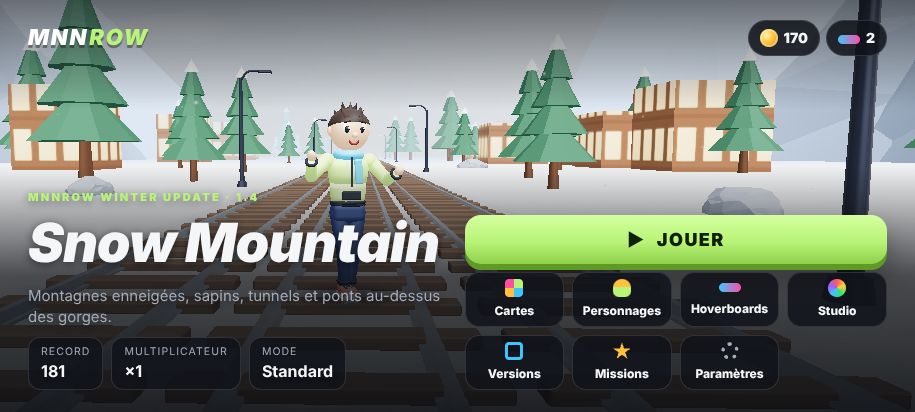 MNNROW
170
2
MNNROW WINTER UPDATE · 1.4
Snow Mountain
Montagnes enneigées, sapins, tunnels et ponts au-dessus
des gorges.
RECORD
181
MULTIPLICATEUR
×1
MODE
Standard
JOUER
Cartes
Personnages
Hoverboards
Studio
Versions
Missions
Paramètres